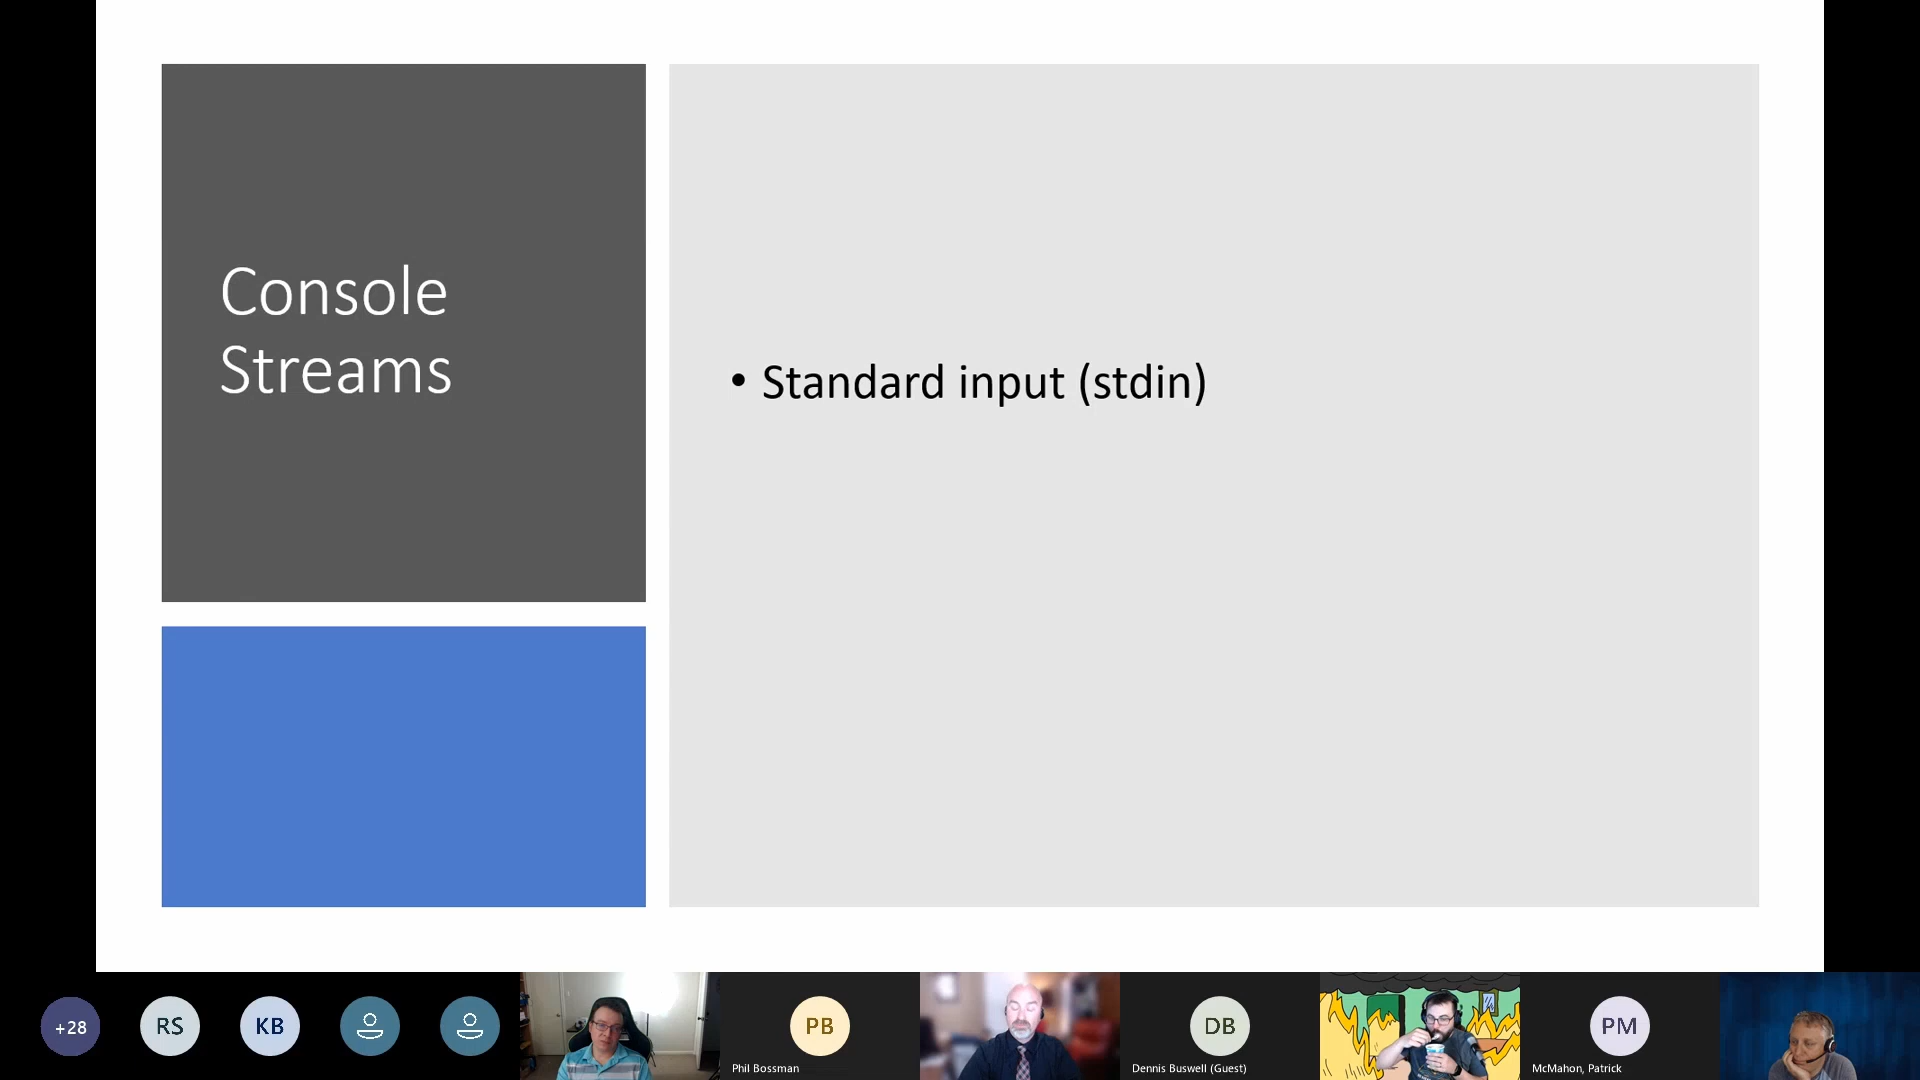 Console
Streams
• Standard input (stdin)
+28
RS
KB
PB
Phil Bossman
DB
Dennis Buswell (Guest)
PM
McMahon, Patrick